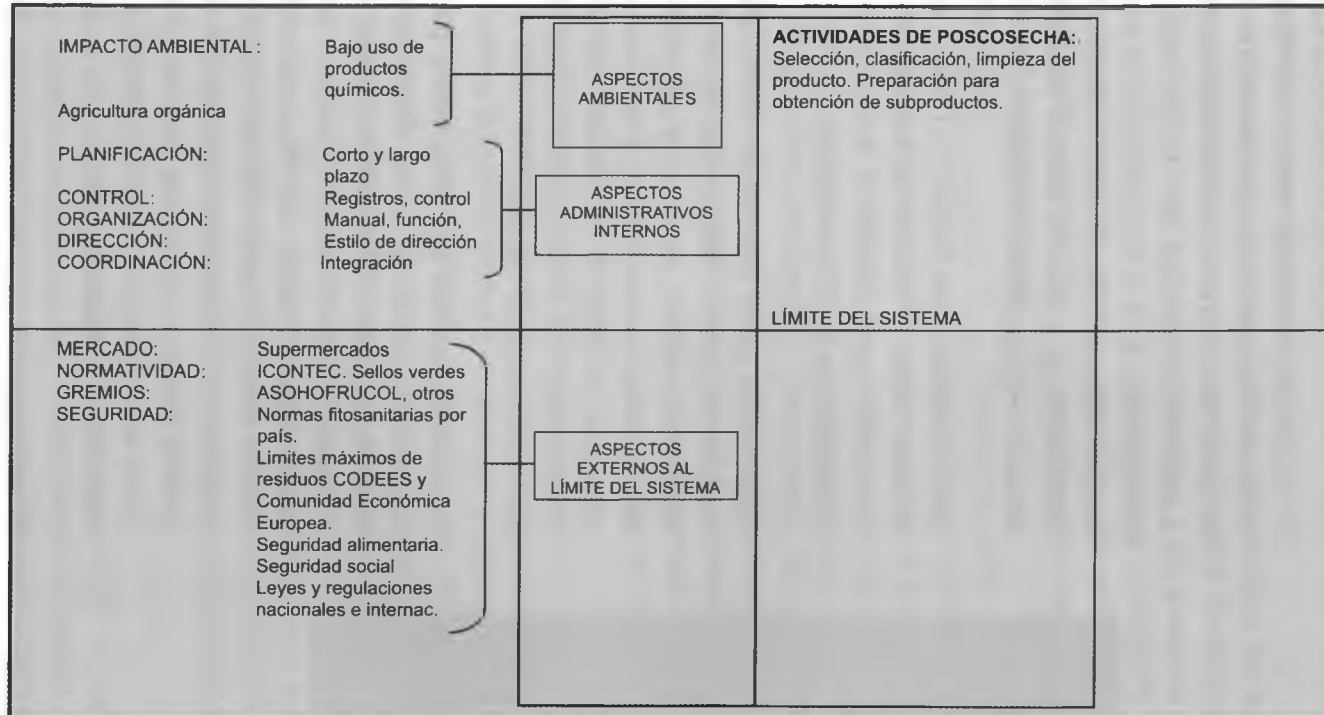 IMPACTO AMBIENTAL : Bajo uso de
productos
químicos.
Agricultura orgánica
PLANIFICACIÓN: Corto y largo
plazo
CONTROL: Registros, control
ORGANIZACIÓN: Manual, función,
DIRECCIÓN: Estilo de dirección
COORDINACIÓN: Integración
ASPECTOS
AMBIENTALES
ASPECTOS
ADMINISTRATIVOS
INTERNOS
ACTIVIDADES DE POSCOSECHA:
Selección, clasificación, limpieza del
producto. Preparación para
obtención de subproductos.
LÍMITE DEL SISTEMA
MERCADO: Supermercados
NORMATIVIDAD: ICONTEC. Sellos verdes
GREMIOS: ASOHOFRUCOL, otros
SEGURIDAD: Normas fitosanitarias por
país.
Limites máximos de
residuos CODEES y
Comunidad Económica
Europea.
Seguridad alimentaria.
Seguridad social
Leyes y regulaciones
nacionales e internac.
ASPECTOS
EXTERNOS AL
LÍMITE DEL SISTEMA